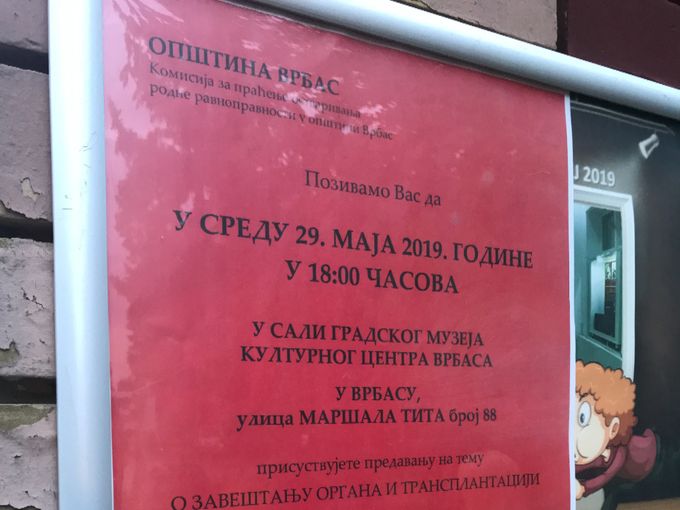 ОПШТИНА ВРБАС
Комисија за праћење остваривања
родне равноправности у општини Врбас
Позивамо Вас да
У СРЕДУ 29. МАЈА 2019. ГОДИНЕ
У 18:00 ЧАСОВА
У САЛИ ГРАДСКОГ МУЗЕЈА
КУЛТУРНОГ ЦЕНТРА ВРБАСА
У ВРБАСУ,
улица МАРШАЛА ТИТА број 88
присуствујете предавању на тему
О ЗАВЕШТАЊУ ОРГАНА И ТРАНСПЛАНТАЦИЈИ
2019